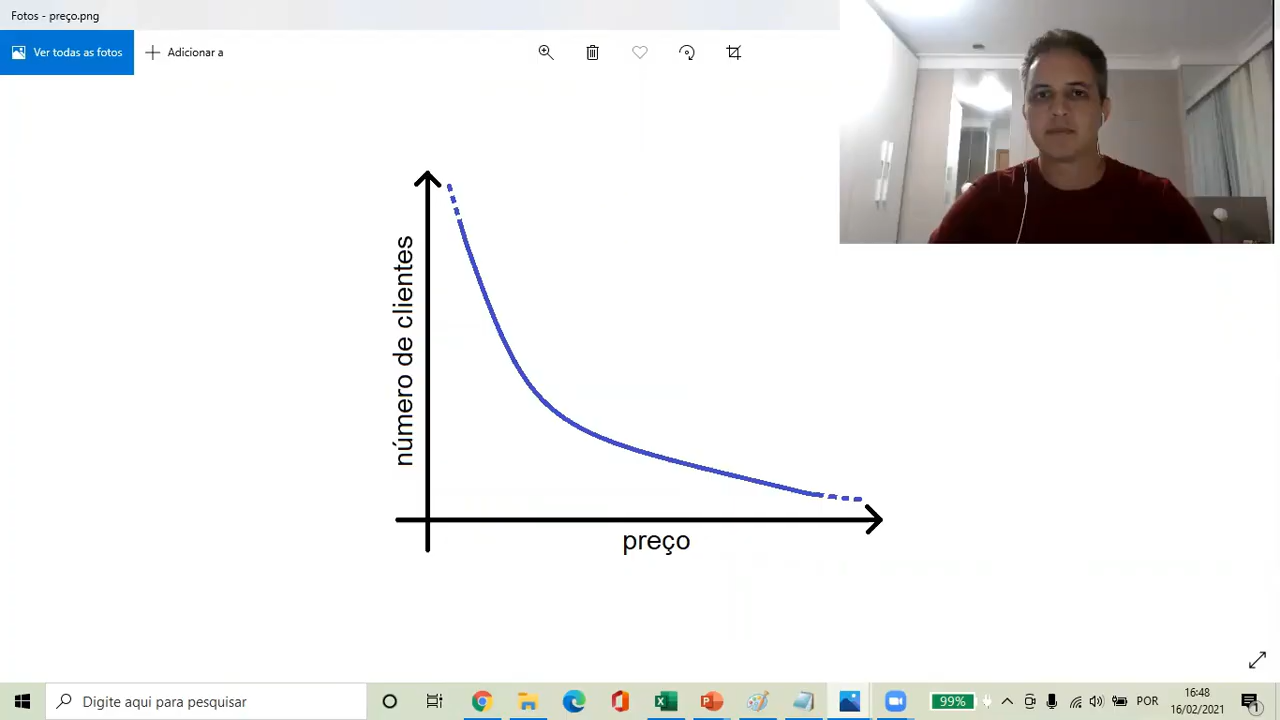 Fotos - preço.png
Ver todas as fotos
Adicionar a
número de clientes
preço
Digite aqui para pesquisar
99%
POR
16:48
16/02/2021
1